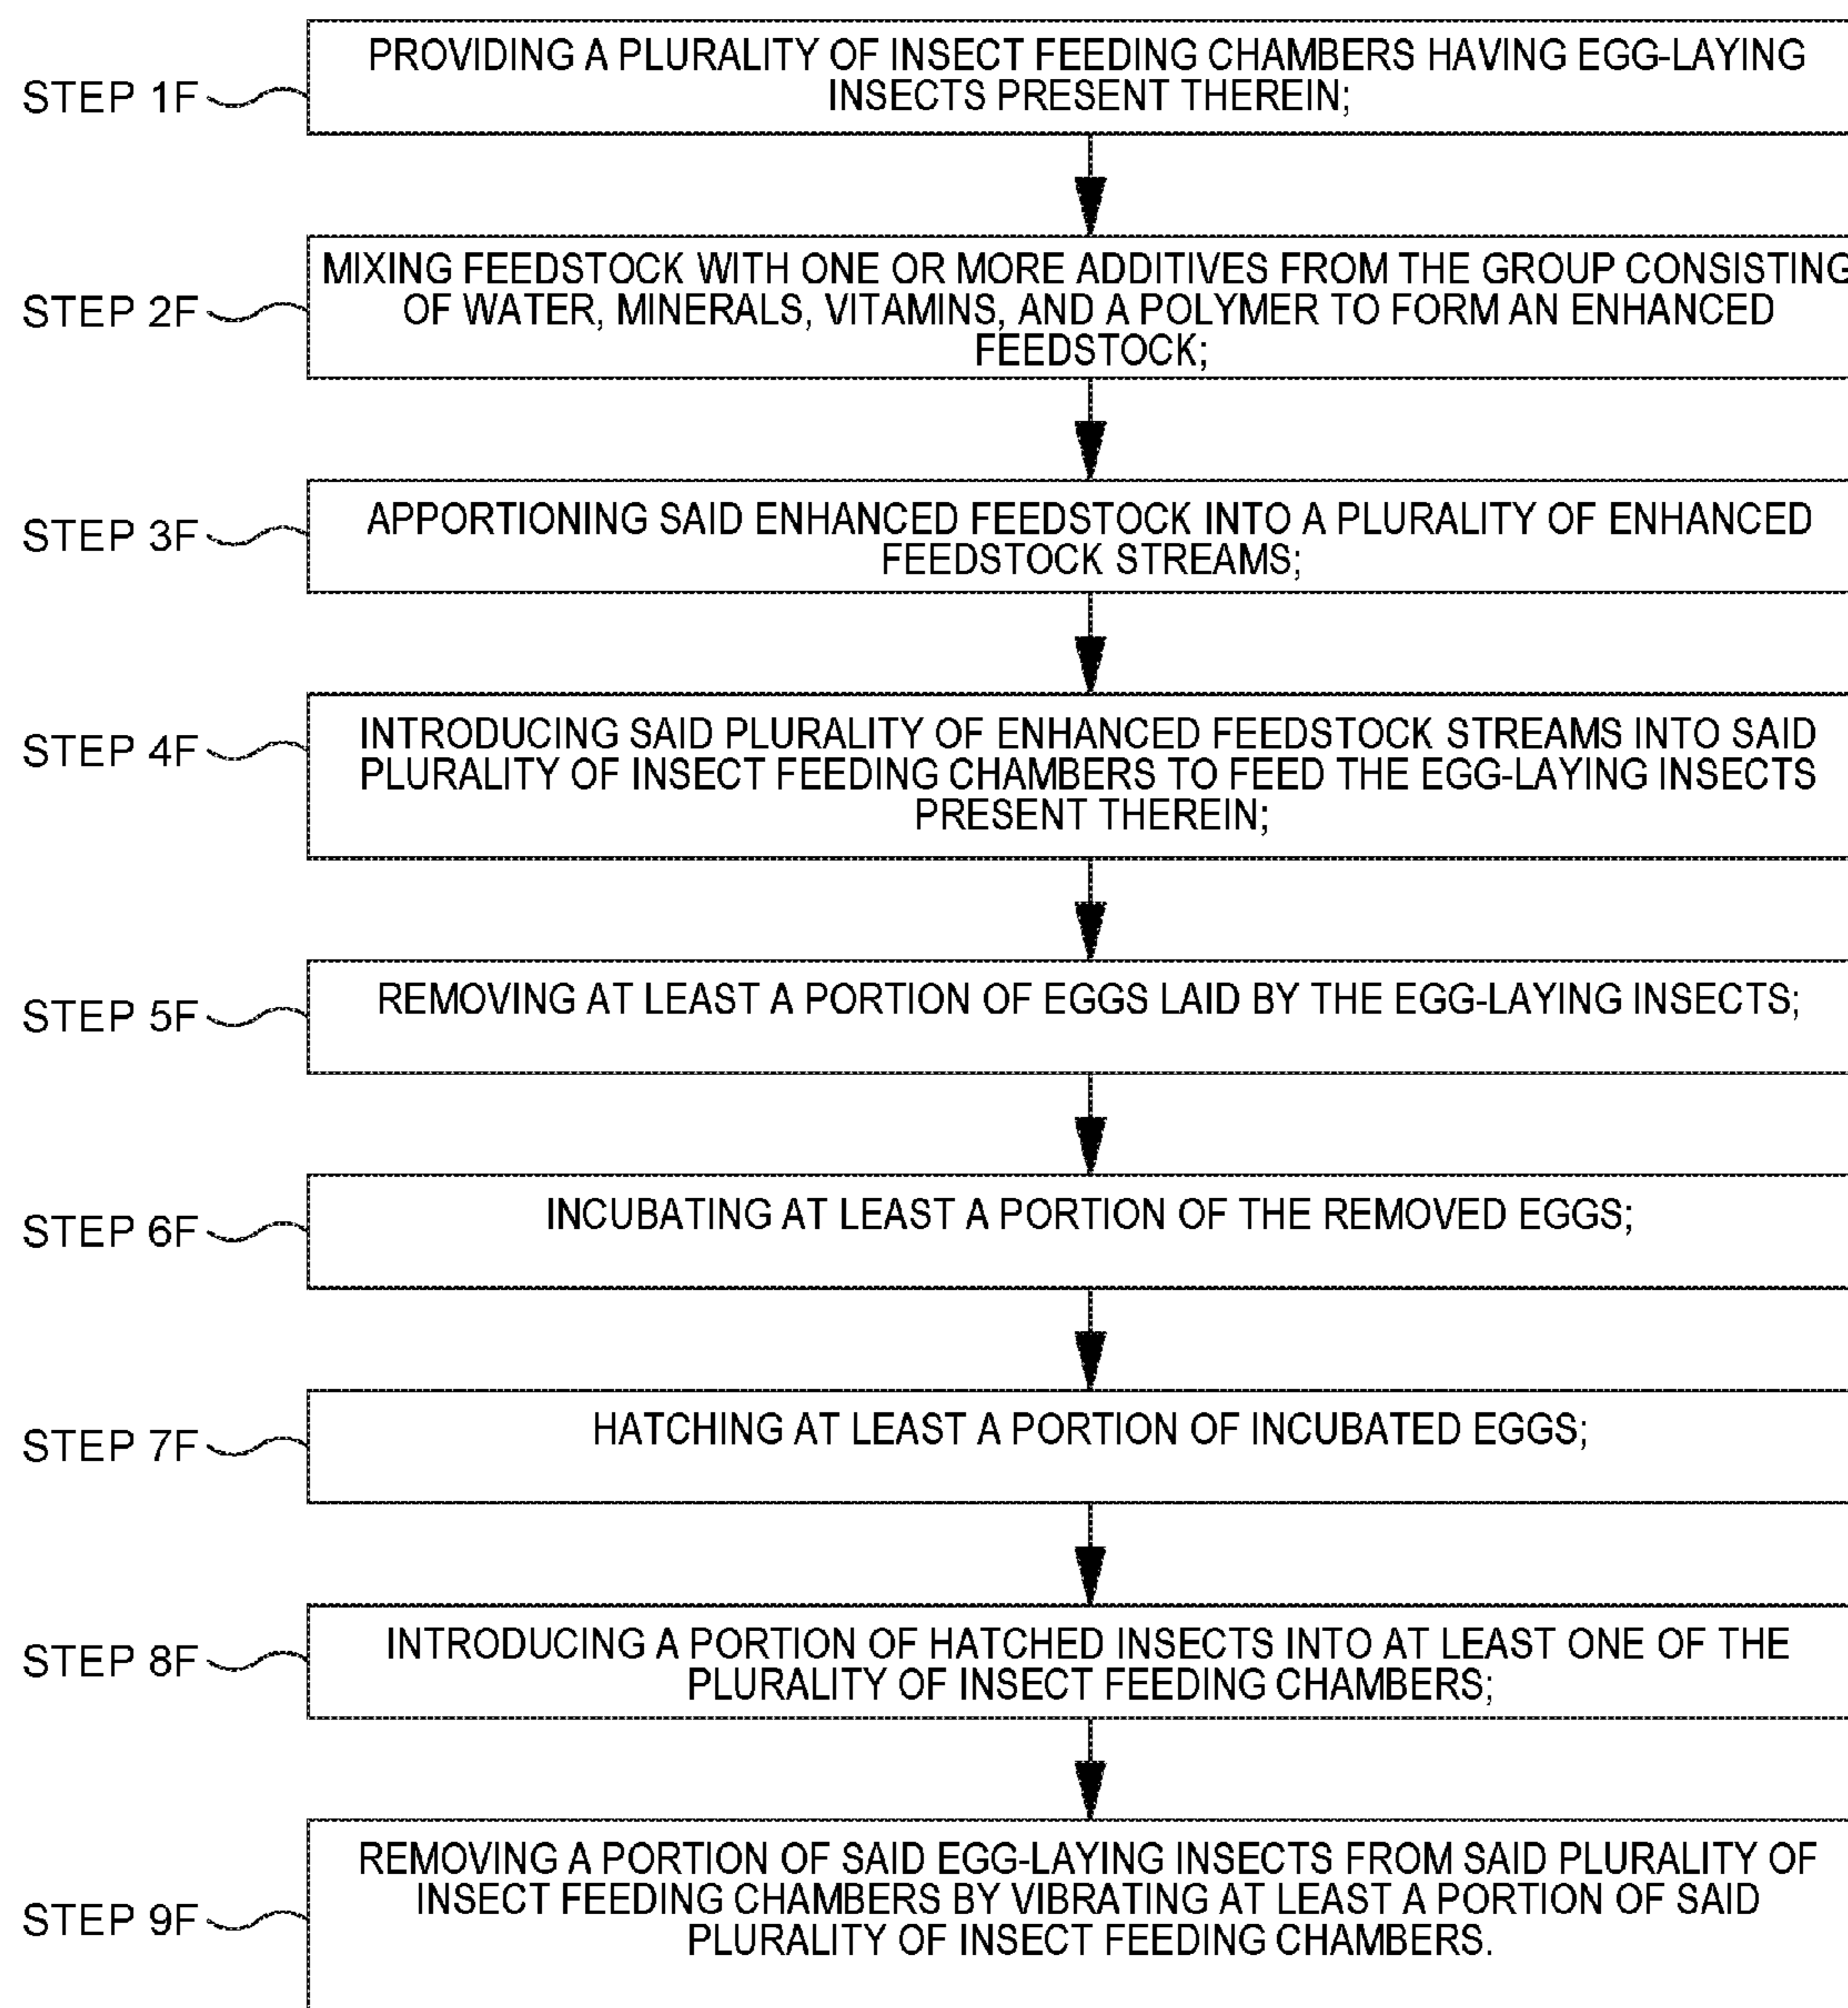 STEP 1F
PROVIDING A PLURALITY OF INSECT FEEDING CHAMBERS HAVING EGG-LAYING
INSECTS PRESENT THEREIN;
STEP 2F
MIXING FEEDSTOCK WITH ONE OR MORE ADDITIVES FROM THE GROUP CONSISTING
OF WATER, MINERALS, VITAMINS, AND A POLYMER TO FORM AN ENHANCED
FEEDSTOCK;
STEP 3F
APPORTIONING SAID ENHANCED FEEDSTOCK INTO A PLURALITY OF ENHANCED
FEEDSTOCK STREAMS;
STEP 4F
INTRODUCING SAID PLURALITY OF ENHANCED FEEDSTOCK STREAMS INTO SAID
PLURALITY OF INSECT FEEDING CHAMBERS TO FEED THE EGG-LAYING INSECTS
PRESENT THEREIN;
STEP 5F
REMOVING AT LEAST A PORTION OF EGGS LAID BY THE EGG-LAYING INSECTS;
STEP 6F
INCUBATING AT LEAST A PORTION OF THE REMOVED EGGS;
STEP 7F
HATCHING AT LEAST A PORTION OF INCUBATED EGGS;
STEP 8F
INTRODUCING A PORTION OF HATCHED INSECTS INTO AT LEAST ONE OF THE
PLURALITY OF INSECT FEEDING CHAMBERS;
STEP 9F
REMOVING A PORTION OF SAID EGG-LAYING INSECTS FROM SAID PLURALITY OF
INSECT FEEDING CHAMBERS BY VIBRATING AT LEAST A PORTION OF SAID
PLURALITY OF INSECT FEEDING CHAMBERS.